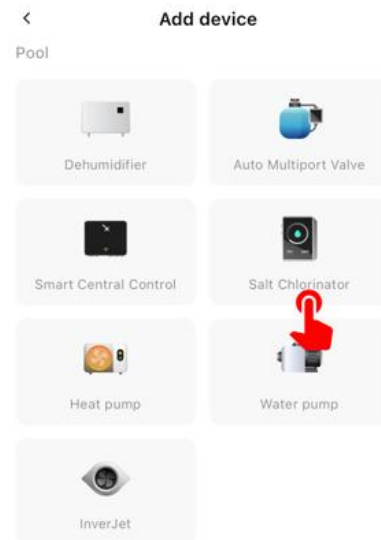 Add device
Pool
Dehumidifier
Auto Multiport Valve
Smart Central Control
Salt Chlorinator
Heat pump
Water pump
InverJet